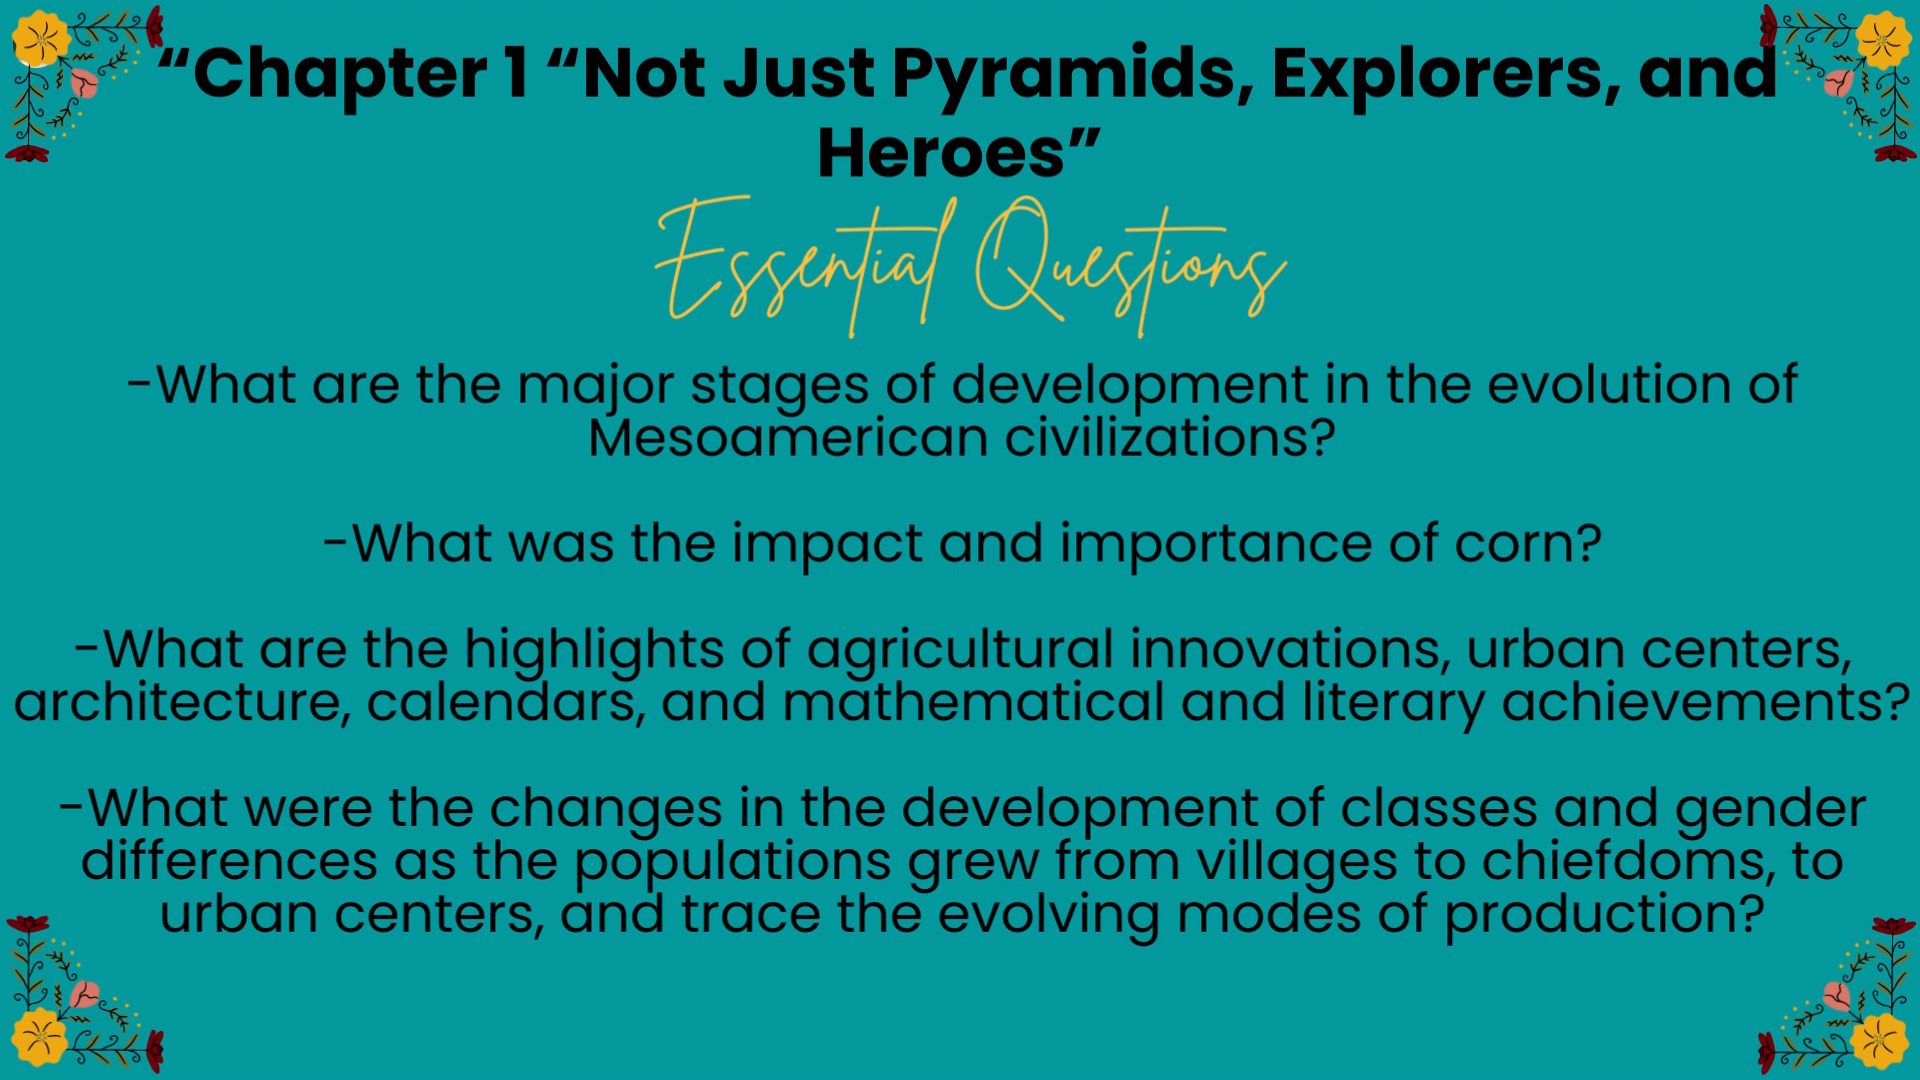 “Chapter 1 “Not Just Pyramids, Explorers, and
Heroes”
Essential Questions
-What are the major stages of development in the evolution of
Mesoamerican civilizations?
-What was the impact and importance of corn?
-What are the highlights of agricultural innovations, urban centers,
architecture, calendars, and mathematical and literary achievements?
-What were the changes in the development of classes and gender
differences as the populations grew from villages to chiefdoms, to
urban centers, and trace the evolving modes of production?